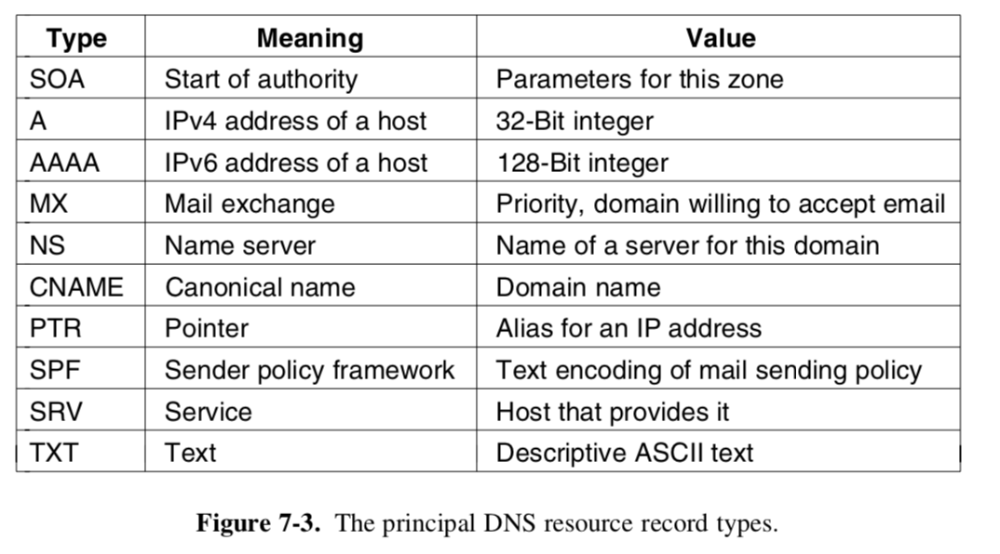 Type Meaning Value
SOA Start of authority Parameters for this zone
A IPv4 address of a host 32-Bit integer
AAAA IPv6 address of a host 128-Bit integer
MX Mail exchange Priority, domain willing to accept email
NS Name server Name of a server for this domain
CNAME Canonical name Domain name
PTR Pointer Alias for an IP address
SPF Sender policy framework Text encoding of mail sending policy
SRV Service Host that provides it
TXT Text Descriptive ASCII text
Figure 7-3. The principal DNS resource record types.